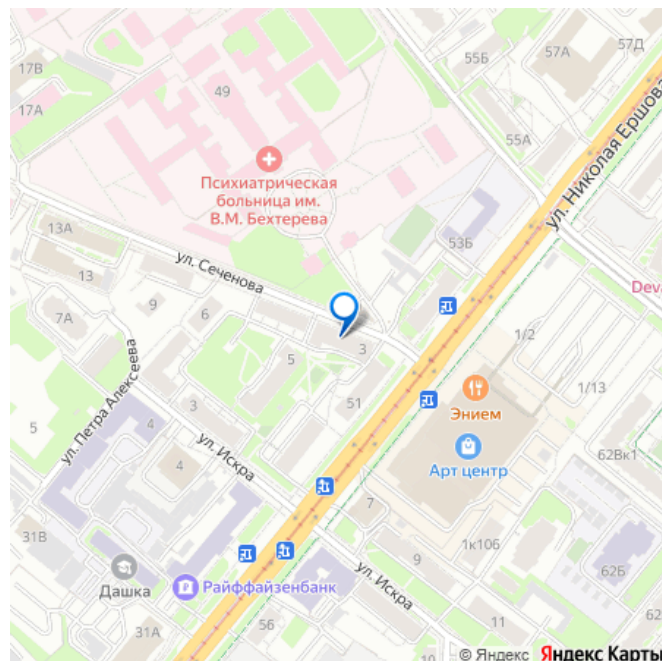 17В
17А
49
55Б
57А
57Д
55А
ул. Николая Ершова
Психиатрическая
больница им.
В.М. Бехтерева
53Б
13А
13
ул. Сеченова
9
6
7А
5
3
3
51
Deva
1/2
1/13
Энием
Арт центр
62Вк1
5
ул. Петра Алексеева
4
4
ул. Искра
7
31В
9
1к106
62Б
Дашка
Райффайзенбанк
ул. Искра
31А
56
11
© Яндекс Яндекс Карты